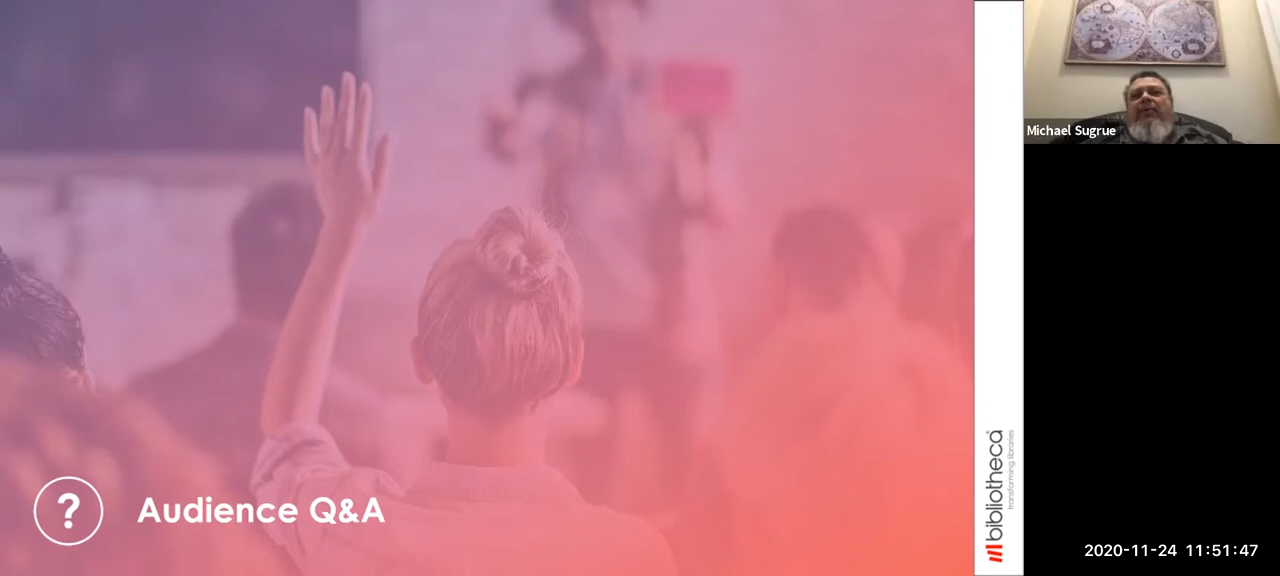 Michael Sugrue
?
Audience Q&A
bibliotheca
transforming libraries
2020-11-24 11:51:47